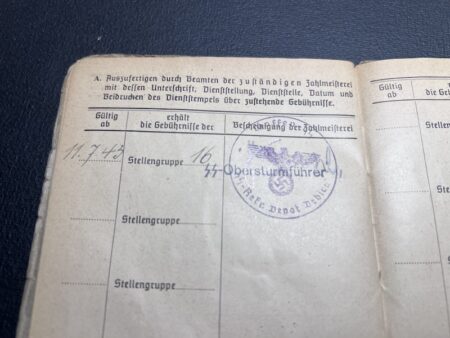 A. Auszufertigen durch Beamten der zuständigen Zahlmeisterei
mit dessen Unterschrift, Dienststellung, Dienststelle, Datum und
Beidrucken des Dienststempels über zustehende Gebührnisse.
Gültig ab
erhält die Gebührnisse der
Bescheinigung der Zahlmeisterei
Gültig ab
11.7.43
Stellengruppe 16
SS-Obersturmführer
Depot
Stellengruppe
Stellengruppe